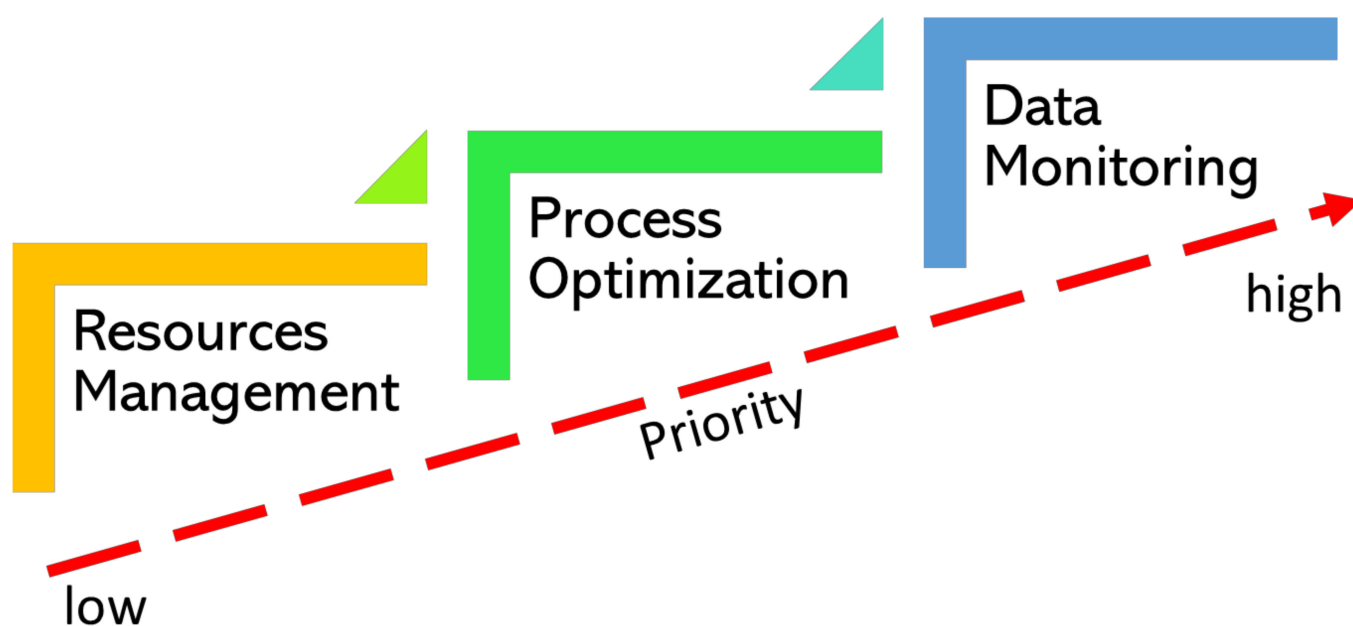 Data
Monitoring
Process
Optimization
Resources
Management
high
Priority
low